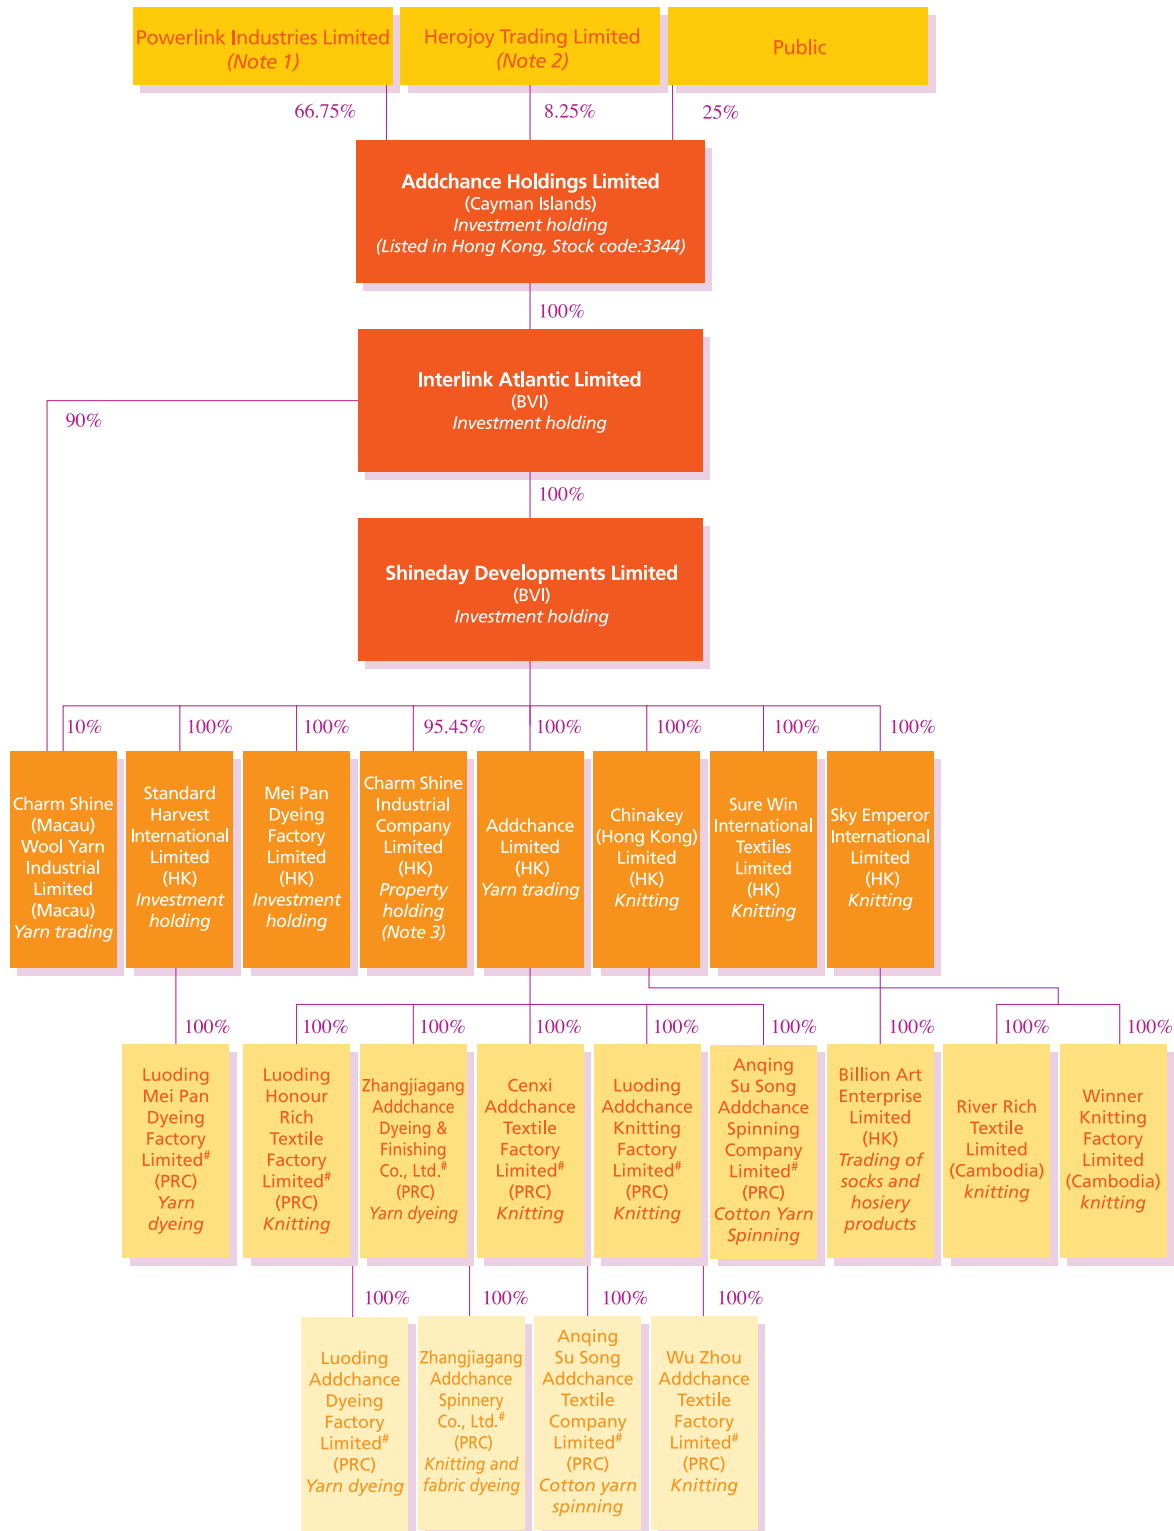 Powerlink Industries Limited
(Note 1)
Herojoy Trading Limited
(Note 2)
Public
66.75%
8.25%
25%
Addchance Holdings Limited
(Cayman Islands)
Investment holding
(Listed in Hong Kong, Stock code:3344)
100%
Interlink Atlantic Limited
(BVI)
Investment holding
90%
100%
Shineday Developments Limited
(BVI)
Investment holding
10%
100%
100%
95.45%
100%
100%
100%
100%
Charm Shine
(Macau)
Wool Yarn
Industrial
Limited
(Macau)
Yarn trading
Standard
Harvest
International
Limited
(HK)
Investment
holding
Mei Pan
Dyeing
Factory
Limited
(HK)
Investment
holding
Charm Shine
Industrial
Company
Limited
(HK)
Property
holding
(Note 3)
Addchance
Limited
(HK)
Yarn trading
Chinakey
(Hong Kong)
Limited
(HK)
Knitting
Sure Win
International
Textiles
Limited
(HK)
Knitting
Sky Emperor
International
Limited
(HK)
Knitting
100%
100%
100%
100%
100%
100%
100%
100%
100%
Luoding
Mei Pan
Dyeing
Factory
Limited#
(PRC)
Yarn
dyeing
Luoding
Honour
Rich
Textile
Factory
Limited#
(PRC)
Knitting
Zhangjiagang
Addchance
Dyeing &
Finishing
Co., Ltd.#
(PRC)
Yarn dyeing
Cenxi
Addchance
Textile
Factory
Limited#
(PRC)
Knitting
Luoding
Addchance
Knitting
Factory
Limited#
(PRC)
Knitting
Anqing
Su Song
Addchance
Spinning
Company
Limited#
(PRC)
Cotton Yarn
Spinning
Billion Art
Enterprise
Limited
(HK)
Trading of
socks and
hosiery
products
River Rich
Textile
Limited
(Cambodia)
knitting
Winner
Knitting
Factory
Limited
(Cambodia)
knitting
100%
100%
100%
100%
Luoding
Addchance
Dyeing
Factory
Limited#
(PRC)
Yarn dyeing
Zhangjiagang
Addchance
Spinnery
Co., Ltd.#
(PRC)
Knitting and
fabric dyeing
Anqing
Su Song
Addchance
Textile
Company
Limited#
(PRC)
Cotton yarn
spinning
Wu Zhou
Addchance
Textile
Factory
Limited#
(PRC)
Knitting